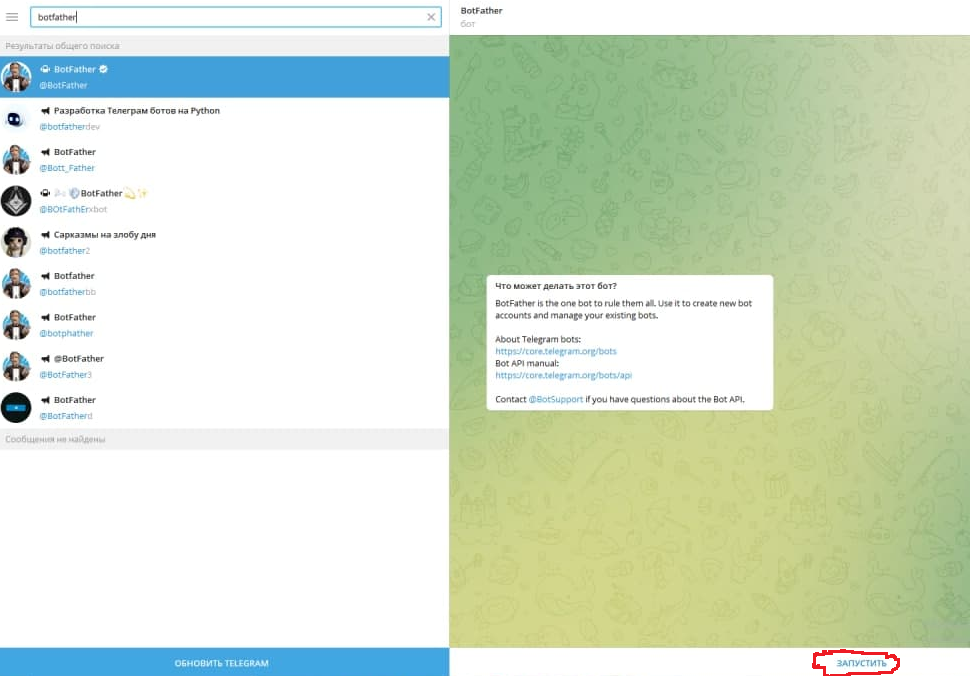 botfather
Результаты общего поиска
BotFather
@BotFather
Разработка Телеграм ботов на Python
@botfatherdev
BotFather
@Bott_Father
BotFather
@BOtFathErxbot
Сарказмы на злобу дня
@botfather2
Botfather
@botfatherbb
BotFather
@botphather
@BotFather
@BotFather3
BotFather
@BotFatherd
Сообщения не найдены
ОБНОВИТЬ TELEGRAM
BotFather
бот
Что может делать этот бот?
BotFather is the one bot to rule them all. Use it to create new bot
accounts and manage your existing bots.
About Telegram bots:
https://core.telegram.org/bots
Bot API manual:
https://core.telegram.org/bots/api
Contact @BotSupport if you have questions about the Bot API.
ЗАПУСТИТЬ